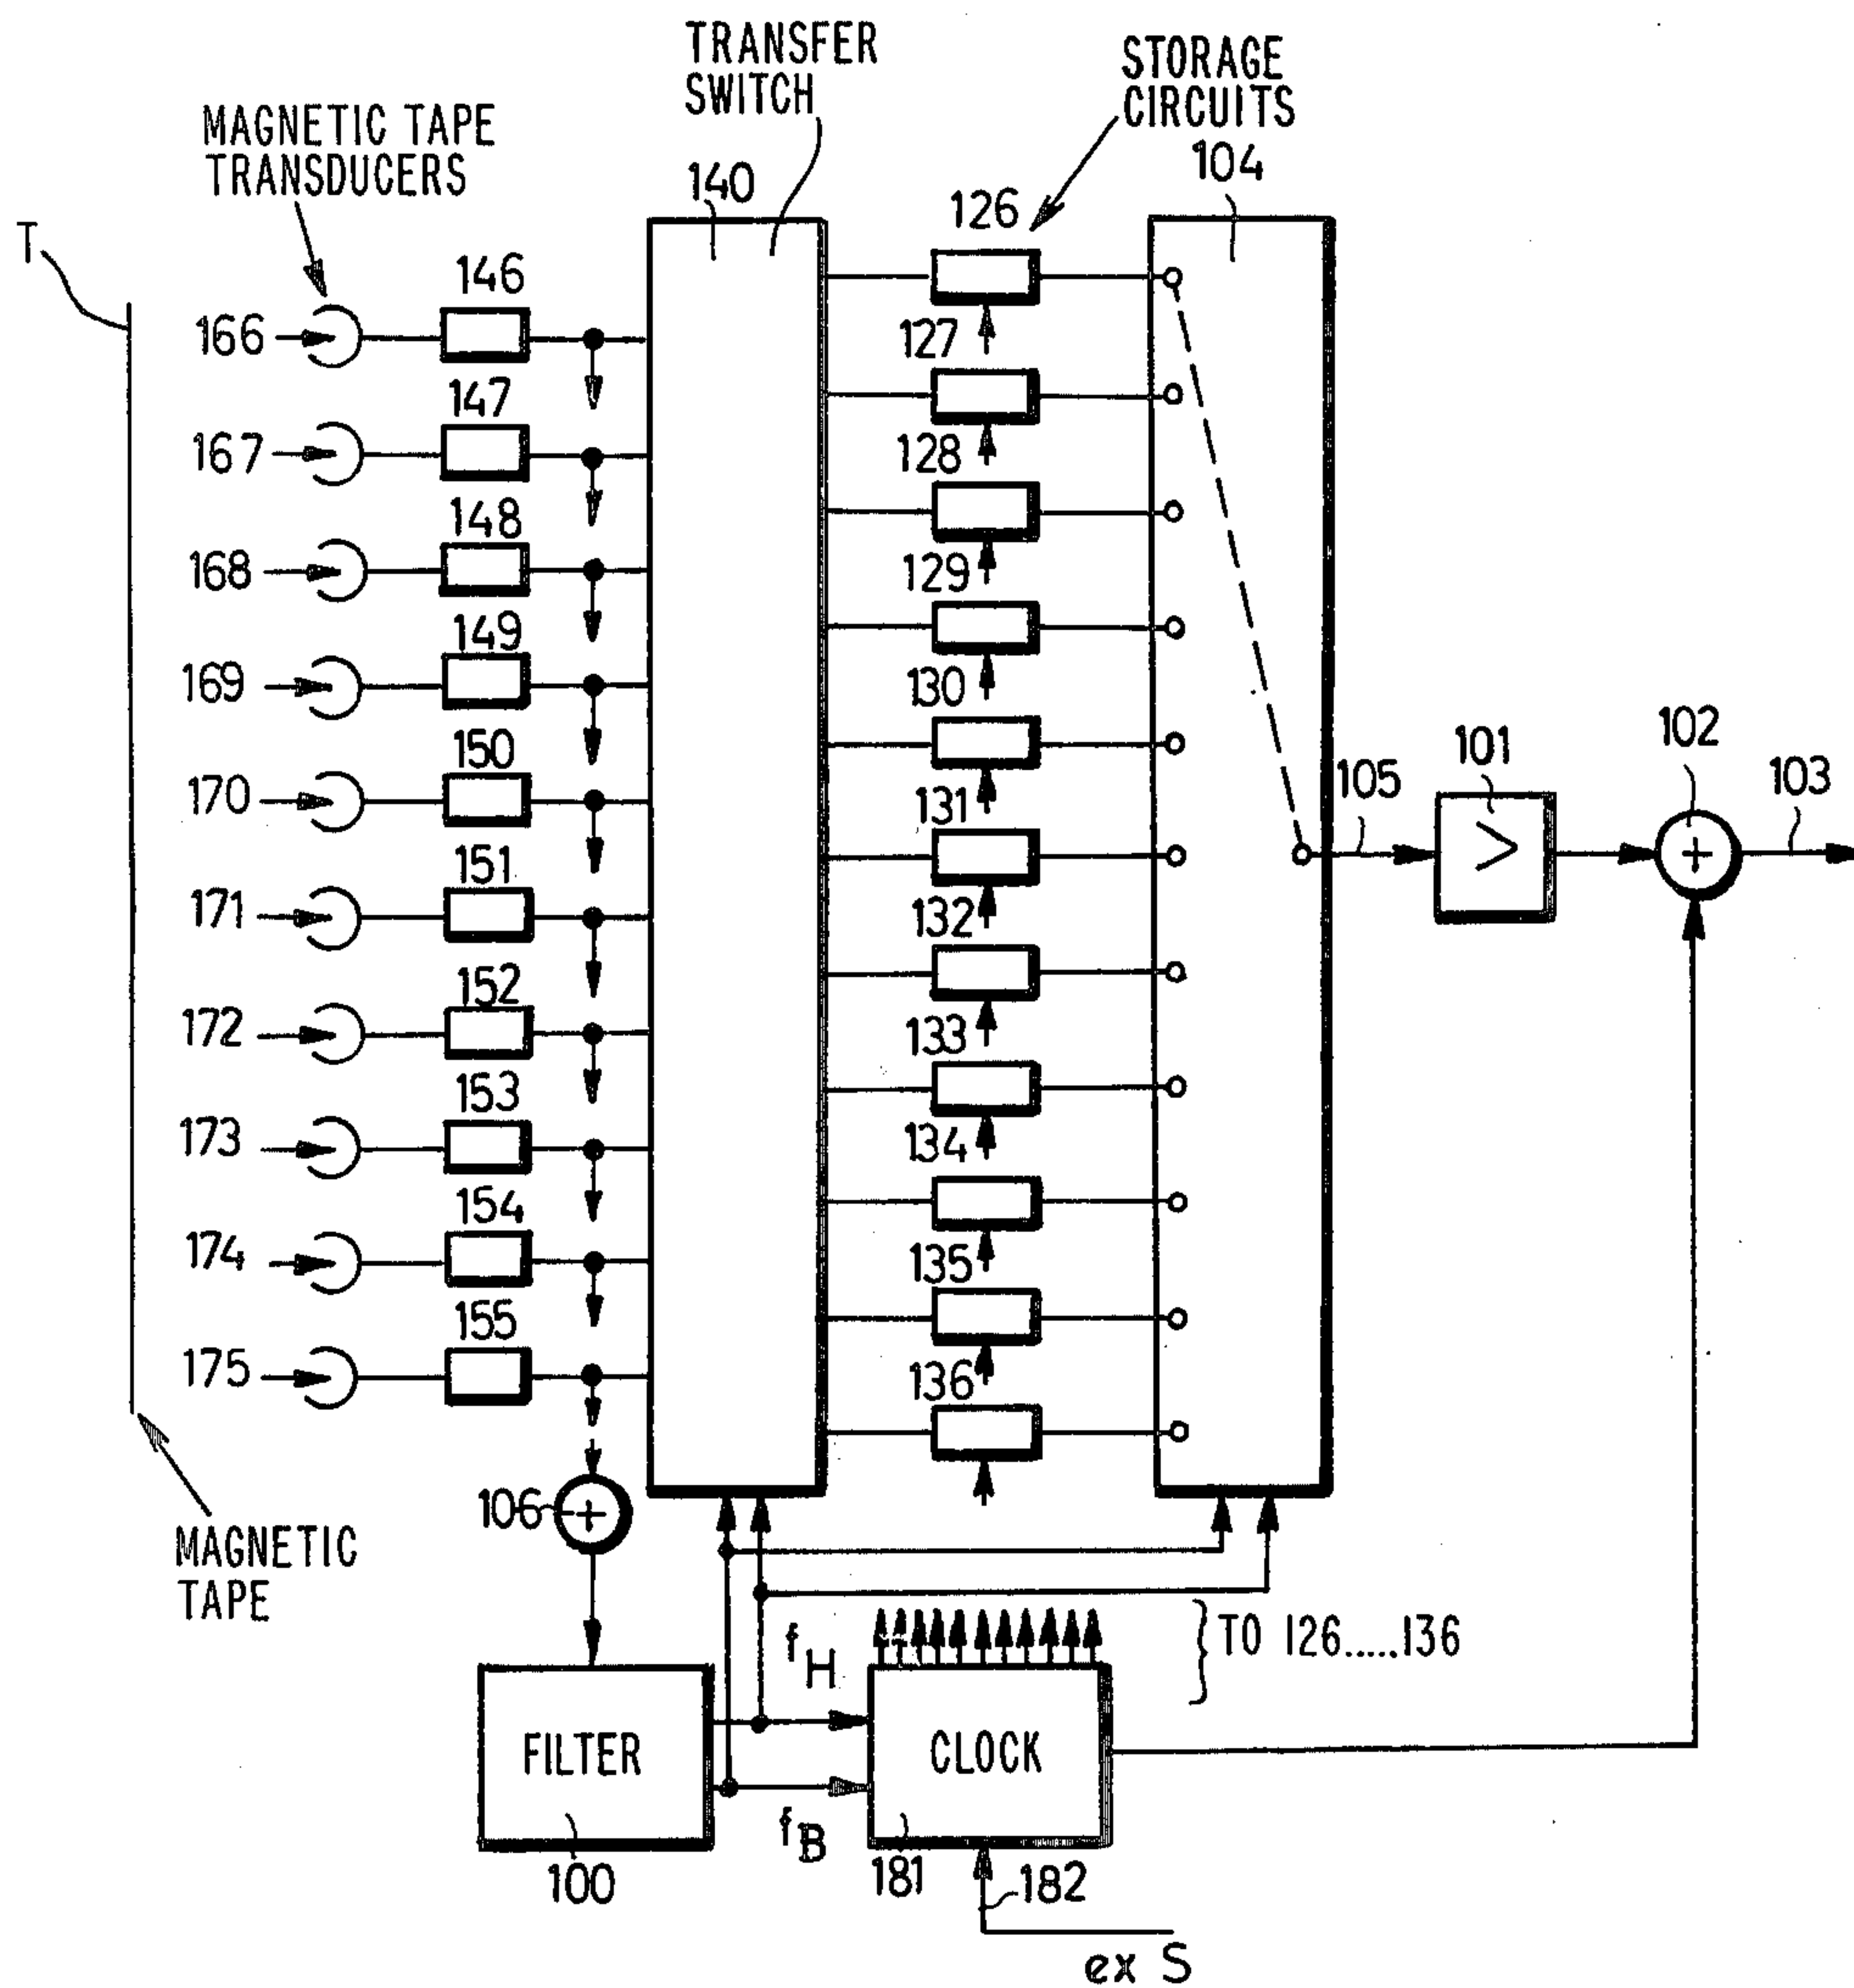 TRANSFER
SWITCH
STORAGE
CIRCUITS
MAGNETIC TAPE
TRANSDUCERS
T
140
104
126
166
146
127
167
147
128
168
148
129
169
149
130
170
150
131
171
151
132
172
152
133
173
153
134
174
154
135
175
155
136
105
101
>
102
+
103
106
+
MAGNETIC
TAPE
fH
TO 126.....136
FILTER
CLOCK
fB
100
181
182
ex S